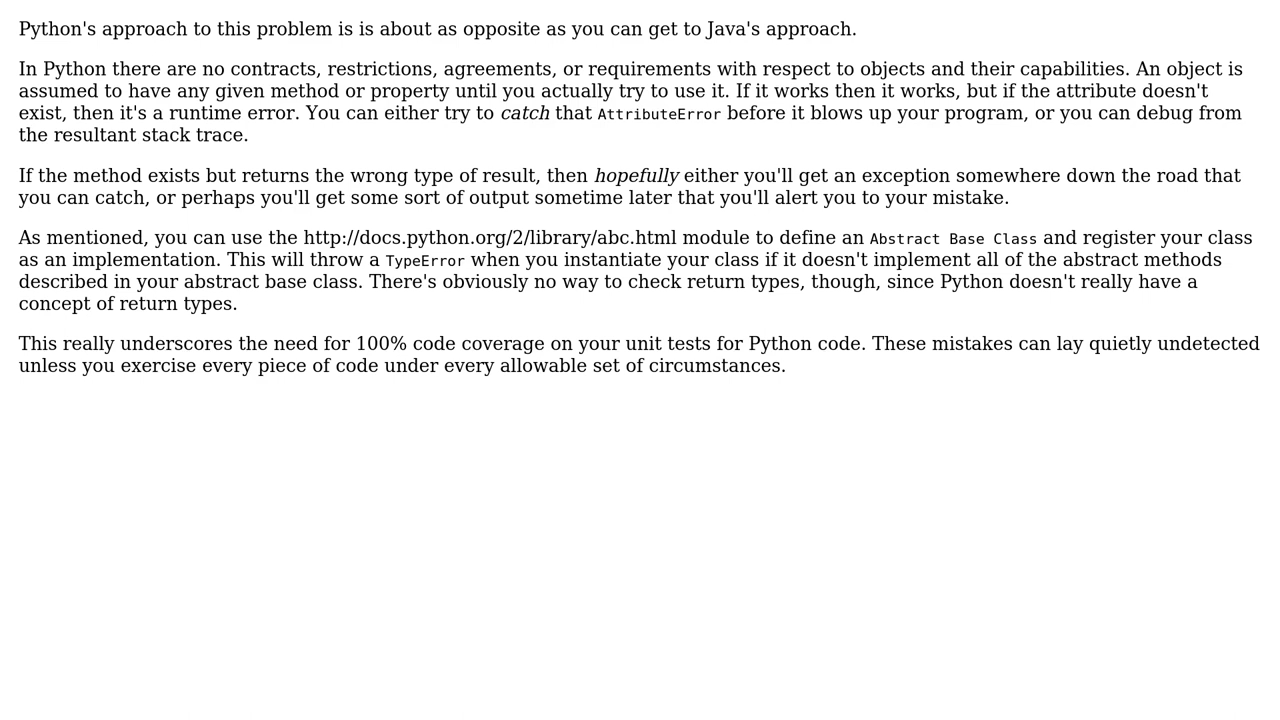 Python's approach to this problem is is about as opposite as you can get to Java's approach.
In Python there are no contracts, restrictions, agreements, or requirements with respect to objects and their capabilities. An object is
assumed to have any given method or property until you actually try to use it. If it works then it works, but if the attribute doesn't
exist, then it's a runtime error. You can either try to catch that AttributeError before it blows up your program, or you can debug from
the resultant stack trace.
If the method exists but returns the wrong type of result, then hopefully either you'll get an exception somewhere down the road that
you can catch, or perhaps you'll get some sort of output sometime later that you'll alert you to your mistake.
As mentioned, you can use the http://docs.python.org/2/library/abc.html module to define an Abstract Base Class and register your class
as an implementation. This will throw a TypeError when you instantiate your class if it doesn't implement all of the abstract methods
described in your abstract base class. There's obviously no way to check return types, though, since Python doesn't really have a
concept of return types.
This really underscores the need for 100% code coverage on your unit tests for Python code. These mistakes can lay quietly undetected
unless you exercise every piece of code under every allowable set of circumstances.